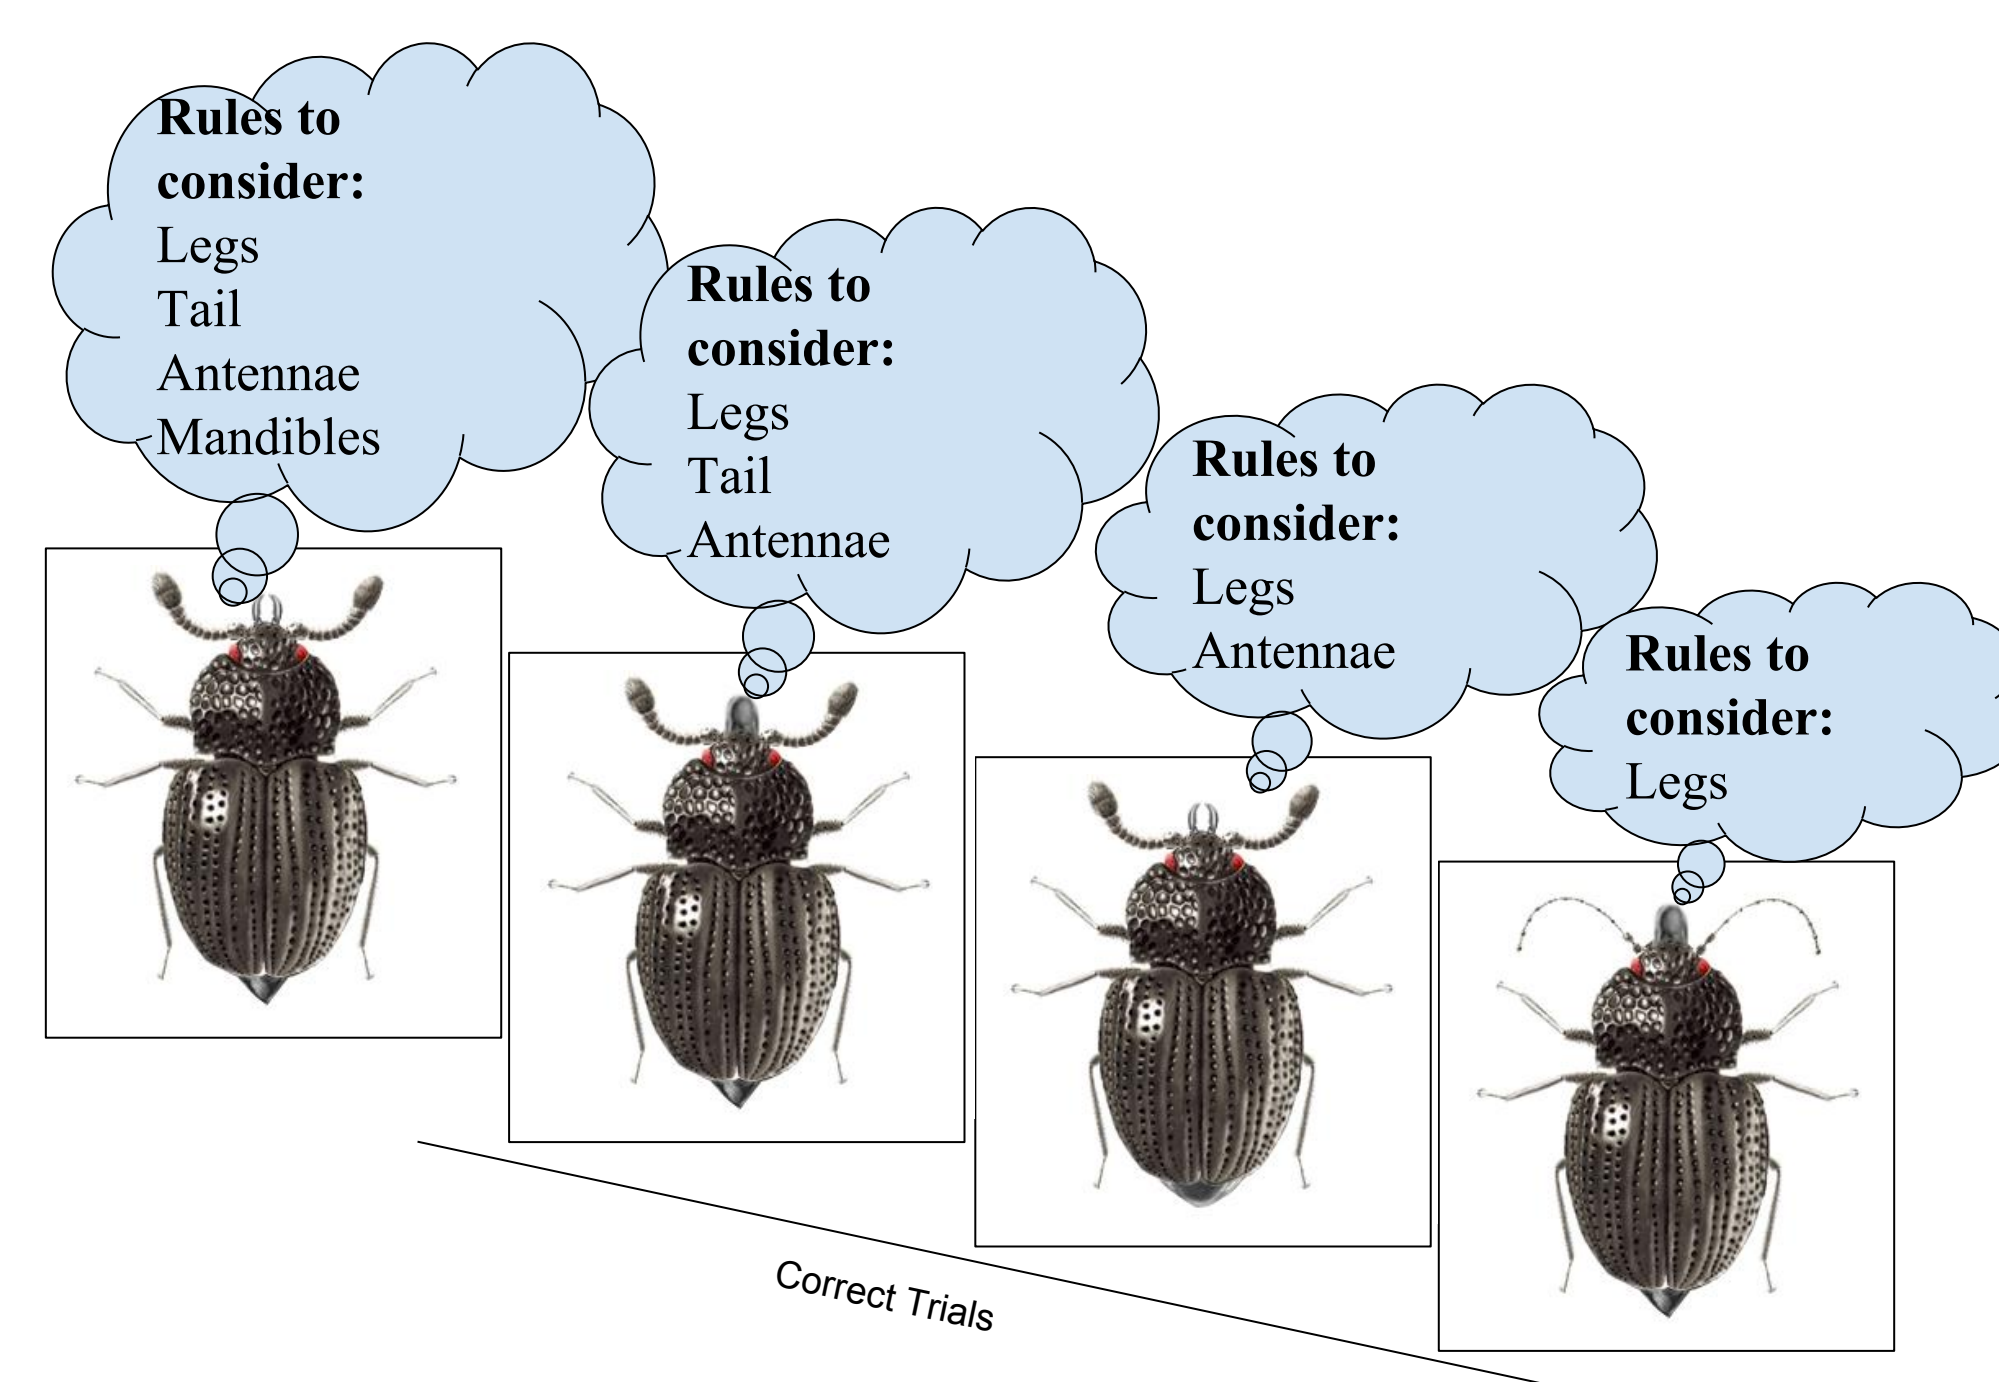 Rules to
consider:
Legs
Tail
Antennae
Mandibles
Rules to
consider:
Legs
Tail
Antennae
Rules to
consider:
Legs
Antennae
Rules to
consider:
Legs
Correct Trials